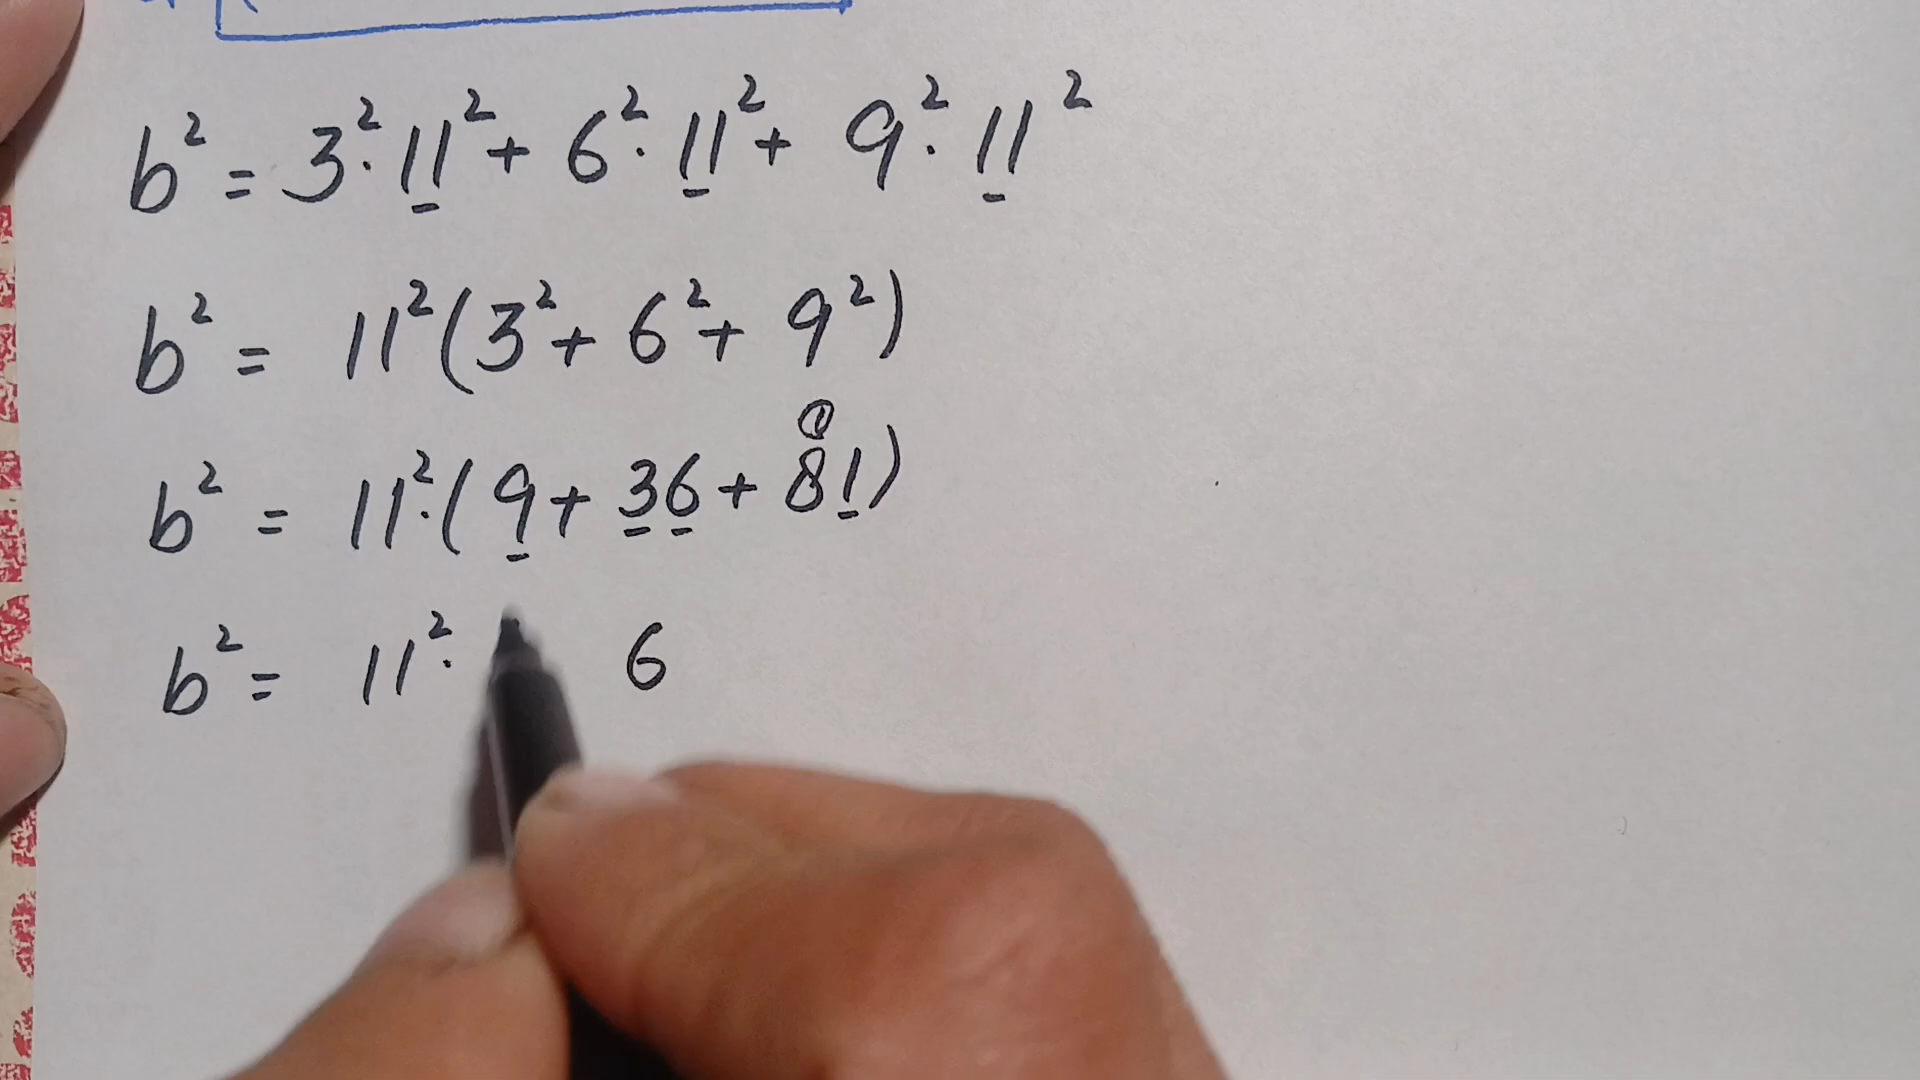 b² = 3²·11² + 6²·11² + 9²·11²
b² = 11²(3² + 6² + 9²)
1
b² = 11²·(9 + 36 + 81)
b² = 11²· 6